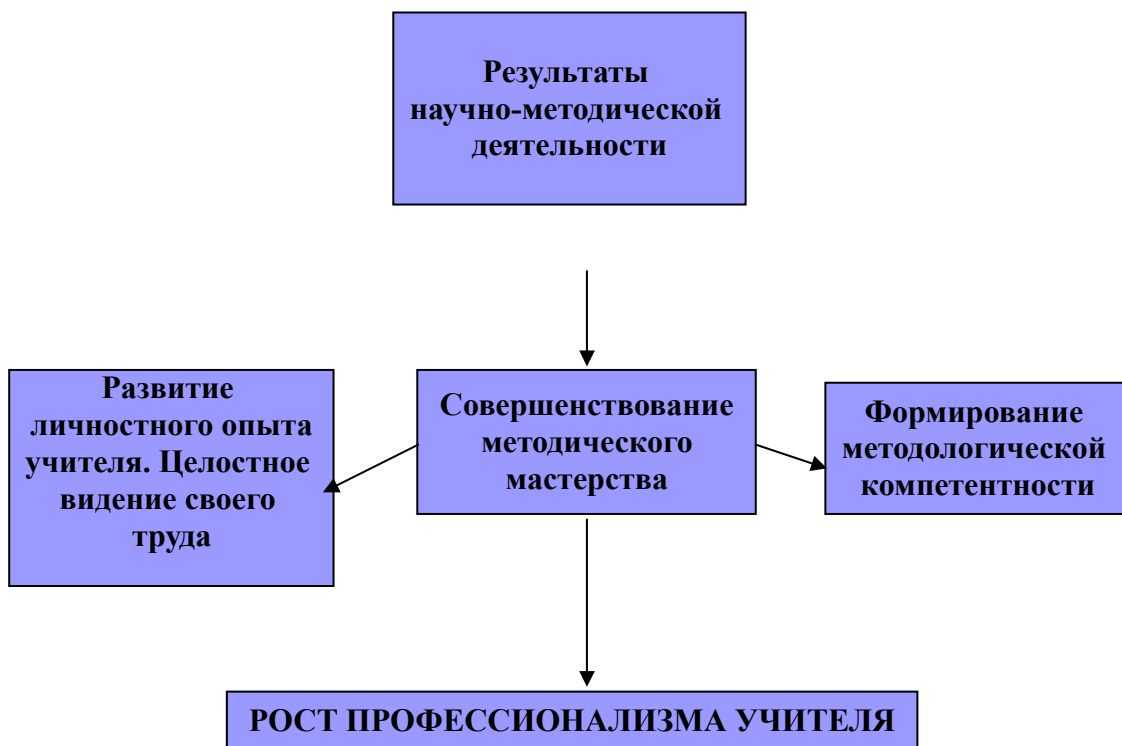 Результаты
научно-методической
деятельности
Развитие
личностного опыта
учителя. Целостное
видение своего
труда
Совершенствование
методического
мастерства
Формирование
методологической
компетентности
РОСТ ПРОФЕССИОНАЛИЗМА УЧИТЕЛЯ